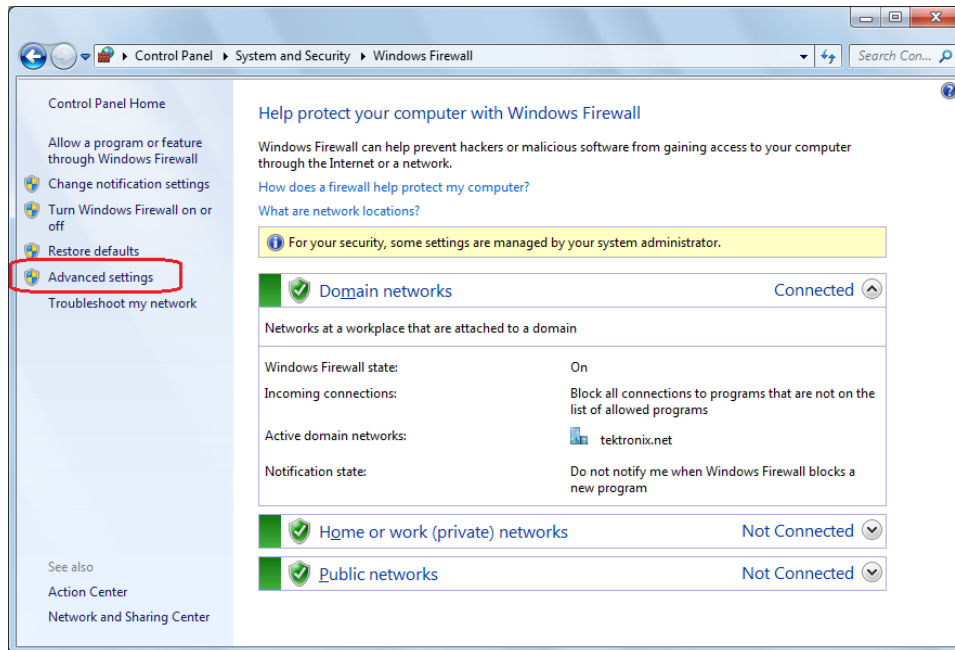 Control Panel System and Security Windows Firewall Search Con...
Control Panel Home
Allow a program or feature
through Windows Firewall
Change notification settings
Turn Windows Firewall on or
off
Restore defaults
Advanced settings
Troubleshoot my network
See also
Action Center
Network and Sharing Center
Help protect your computer with Windows Firewall
Windows Firewall can help prevent hackers or malicious software from gaining access to your computer
through the Internet or a network.
How does a firewall help protect my computer?
What are network locations?
For your security, some settings are managed by your system administrator.
Domain networks Connected
Networks at a workplace that are attached to a domain
Windows Firewall state: On
Incoming connections: Block all connections to programs that are not on the
list of allowed programs
Active domain networks: tektronix.net
Notification state: Do not notify me when Windows Firewall blocks a
new program
Home or work (private) networks Not Connected
Public networks Not Connected